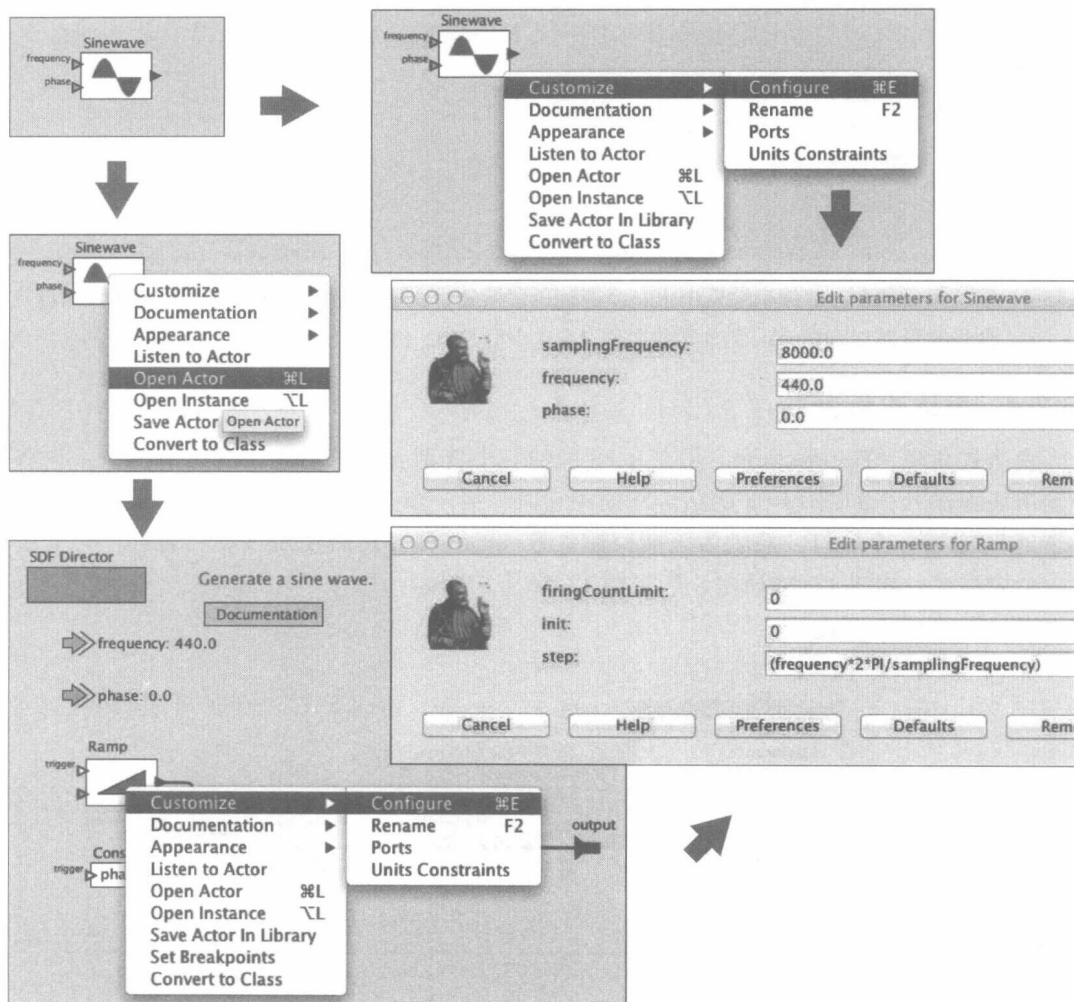 Sinewave
frequency
phase
Sinewave
frequency
phase
Customize
Configure ⌘E
Documentation
Rename F2
Appearance
Ports
Listen to Actor
Units Constraints
Open Actor ⌘L
Open Instance ⌥L
Save Actor In Library
Convert to Class
Sinewave
frequency
phase
Customize
Documentation
Appearance
Listen to Actor
Open Actor ⌘L
Open Instance ⌥L
Save Actor Open Actor
Convert to Class
Edit parameters for Sinewave
samplingFrequency: 8000.0
frequency: 440.0
phase: 0.0
Cancel Help Preferences Defaults Rem
Edit parameters for Ramp
firingCountLimit: 0
init: 0
step: (frequency*2*PI/samplingFrequency)
Cancel Help Preferences Defaults Rem
SDF Director
Generate a sine wave.
Documentation
frequency: 440.0
phase: 0.0
Ramp
trigger
Customize
Configure ⌘E
Documentation
Rename F2
Appearance
Ports
Listen to Actor
Units Constraints
Open Actor ⌘L
Open Instance ⌥L
Save Actor In Library
Set Breakpoints
Convert to Class
Cons
trigger
pha
output